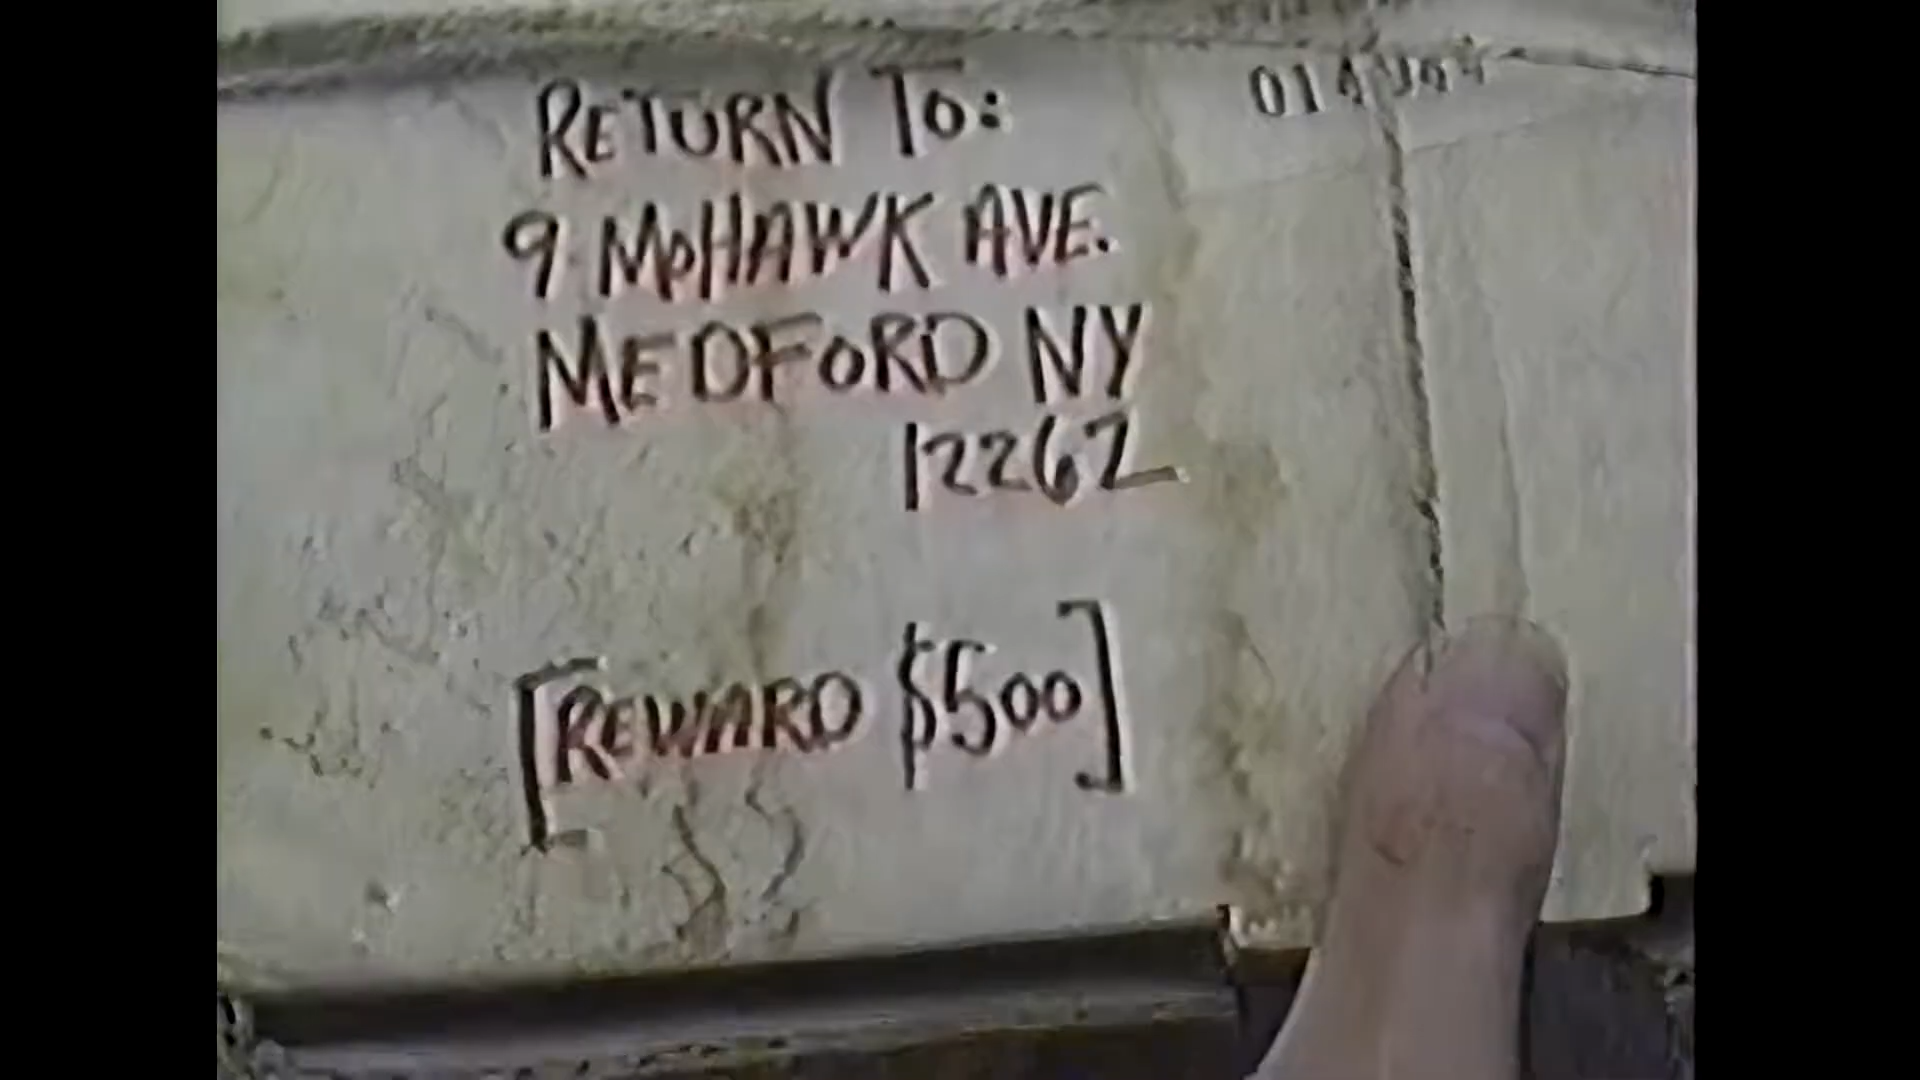 RETURN TO:
9 MOHAWK AVE.
MEDFORD NY
12262
[REWARD $500]